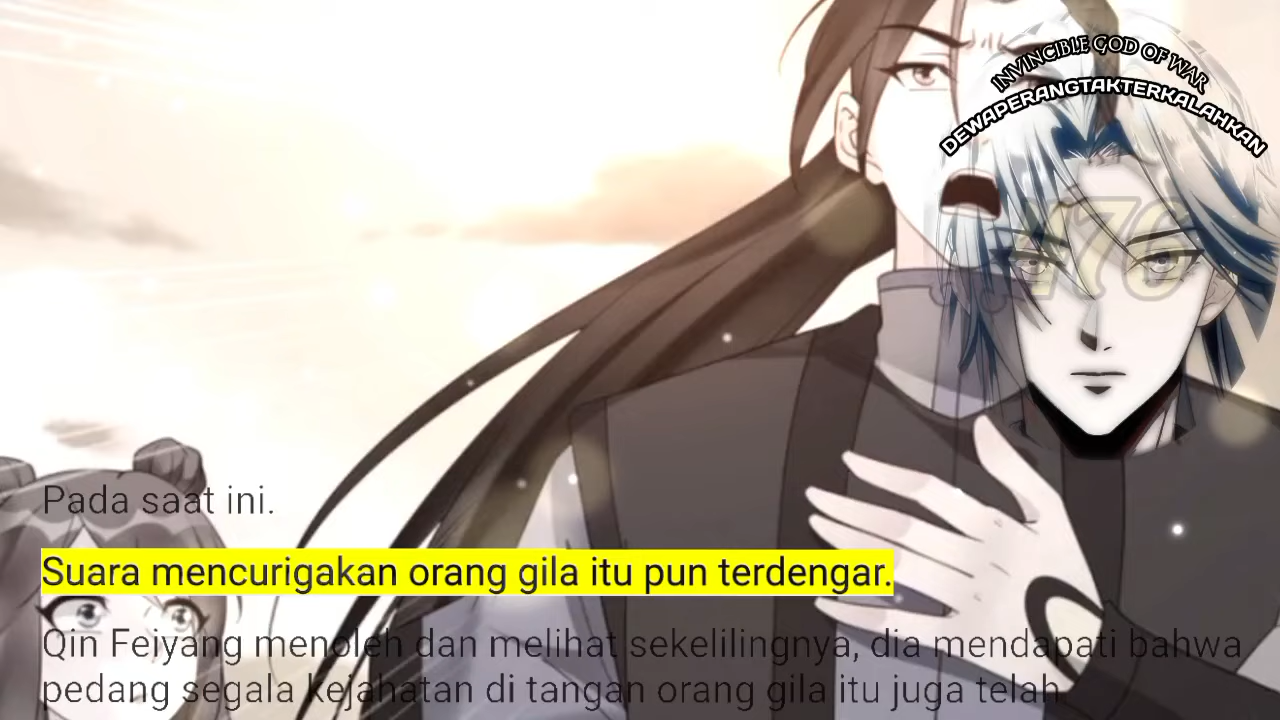 INVINCIBLE GOD OF WAR
DEWAPERANGTAKTERKALAHKAN
Pada saat ini.
Suara mencurigakan orang gila itu pun terdengar.
Qin Feiyang menoleh dan melihat sekelilingnya, dia mendapati bahwa
pedang segala kejahatan di tangan orang gila itu juga telah